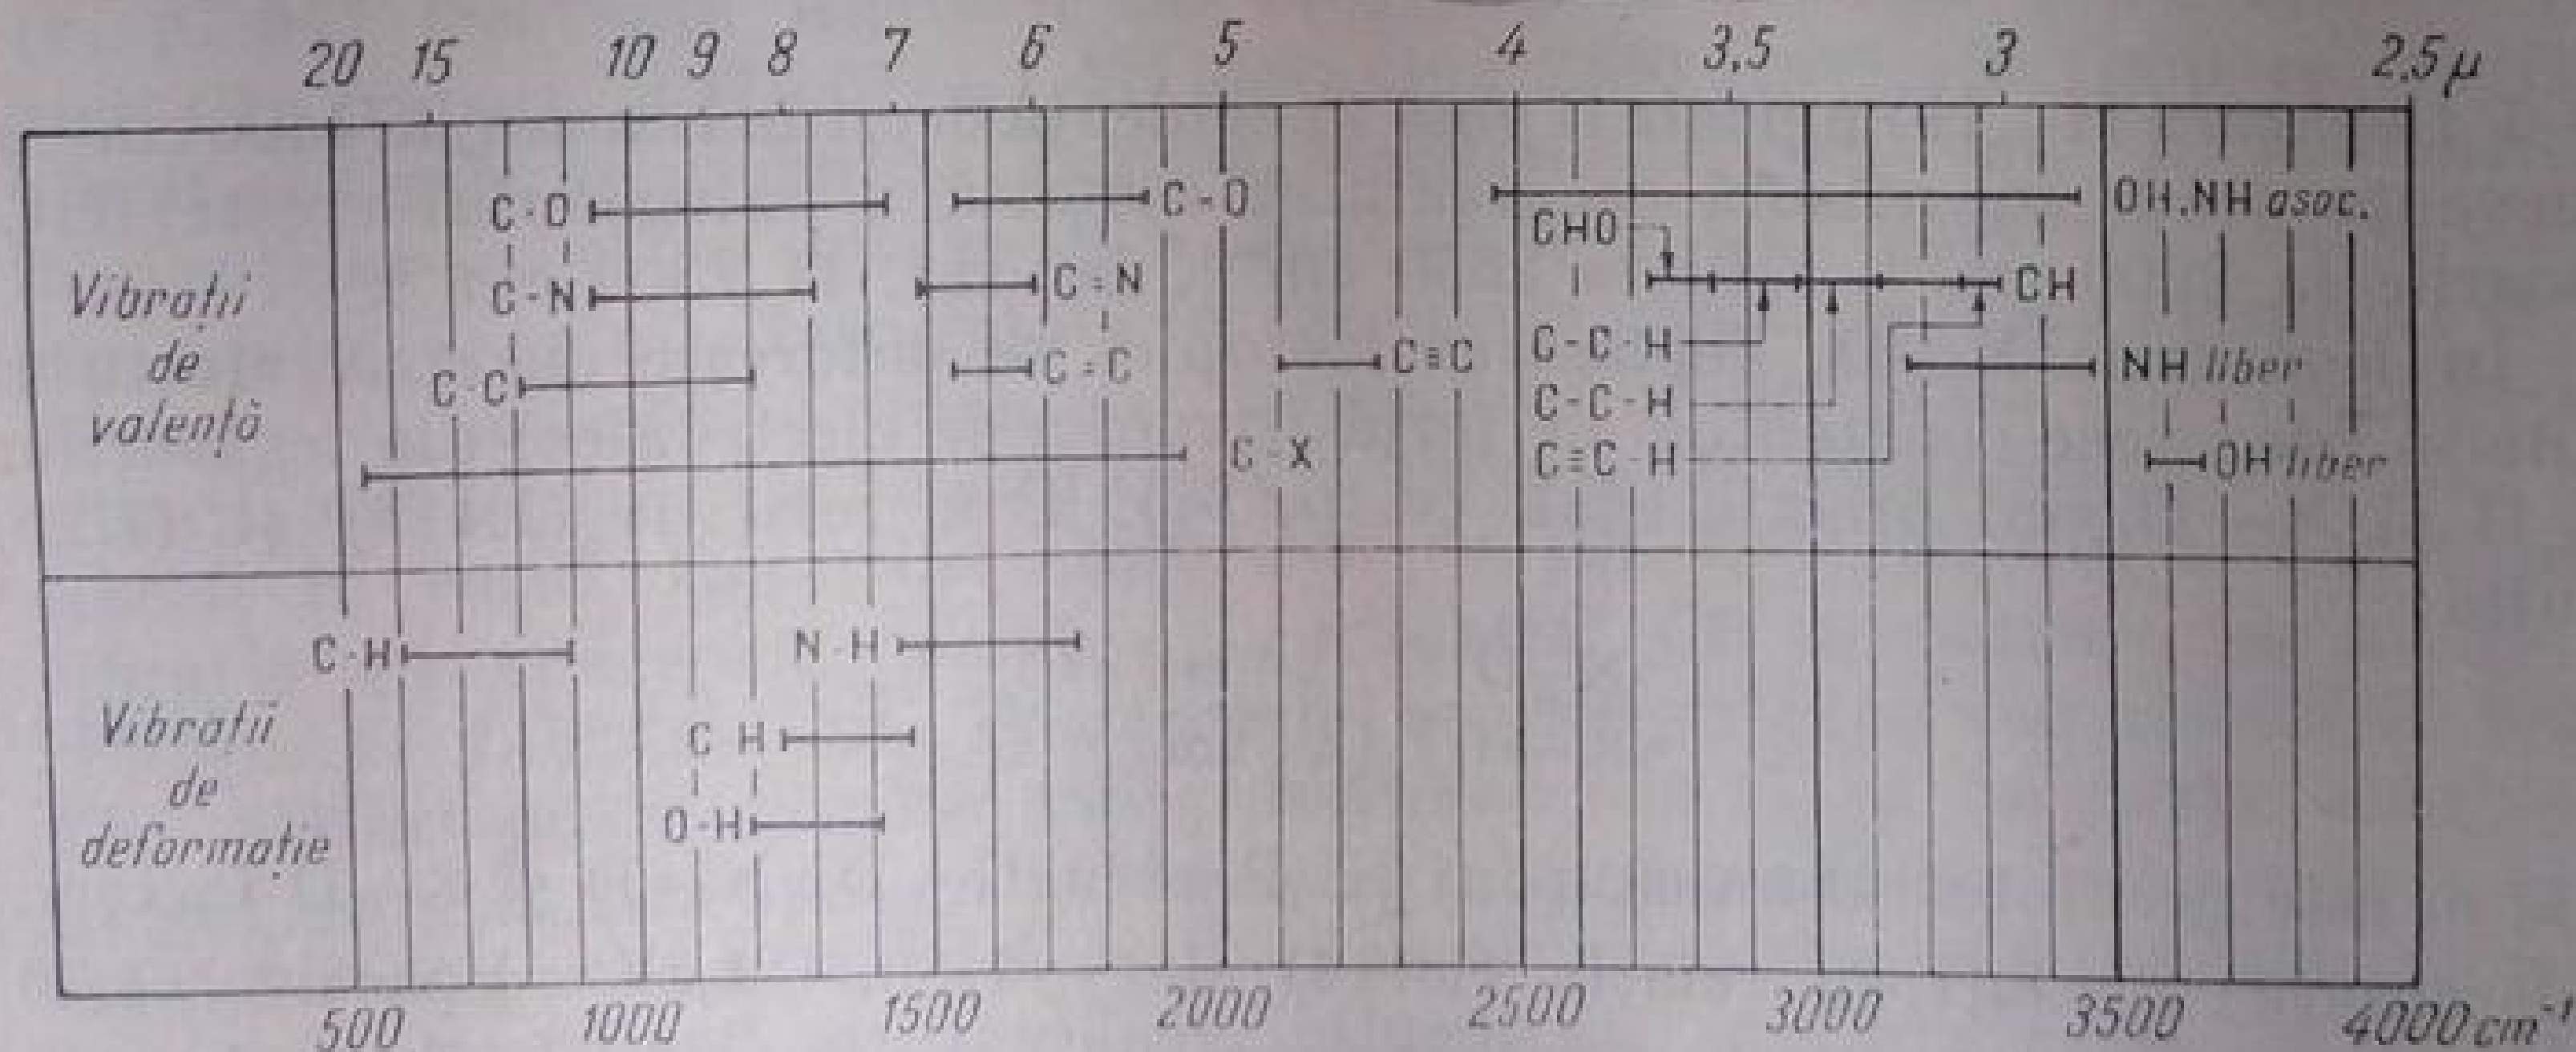 20 15 10 9 8 7 6 5 4 3,5 3 2,5 μ
Vibrații
de
valență
C-O
C-O
OH.NH asoc.
CHO
C-N
C=N
CH
C-C-H
C-C
C=C
C≡C
NH liber
C-C-H
C-X
C≡C-H
OH liber
Vibrații
de
deformație
C-H
N-H
C H
O-H
500 1000 1500 2000 2500 3000 3500 4000 cm⁻¹